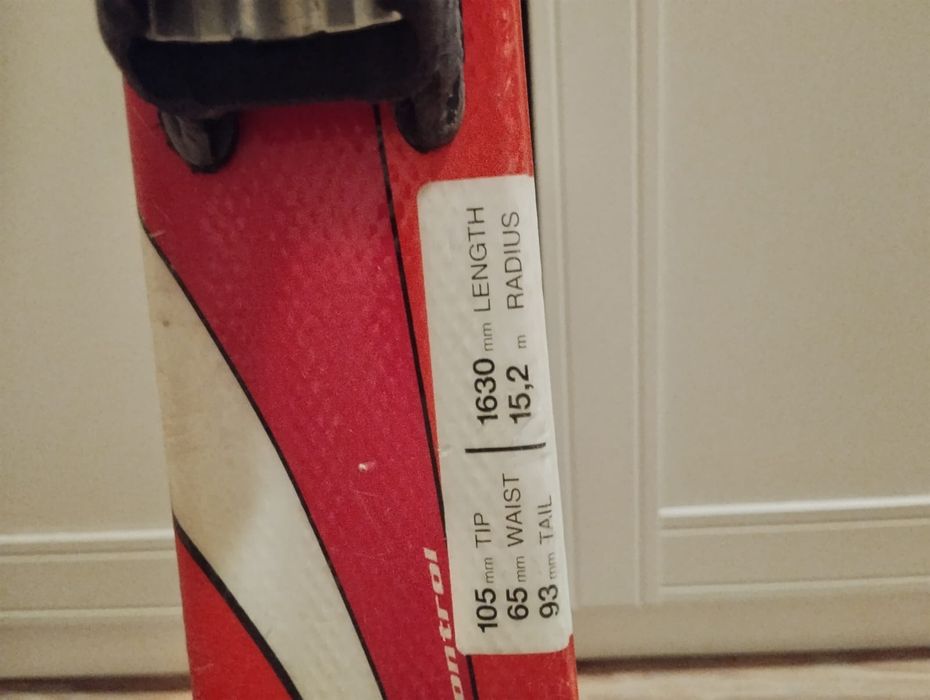 105 mm TIP
65 mm WAIST
93 mm TAIL
1630 mm LENGTH
15,2 m RADIUS
ontrol